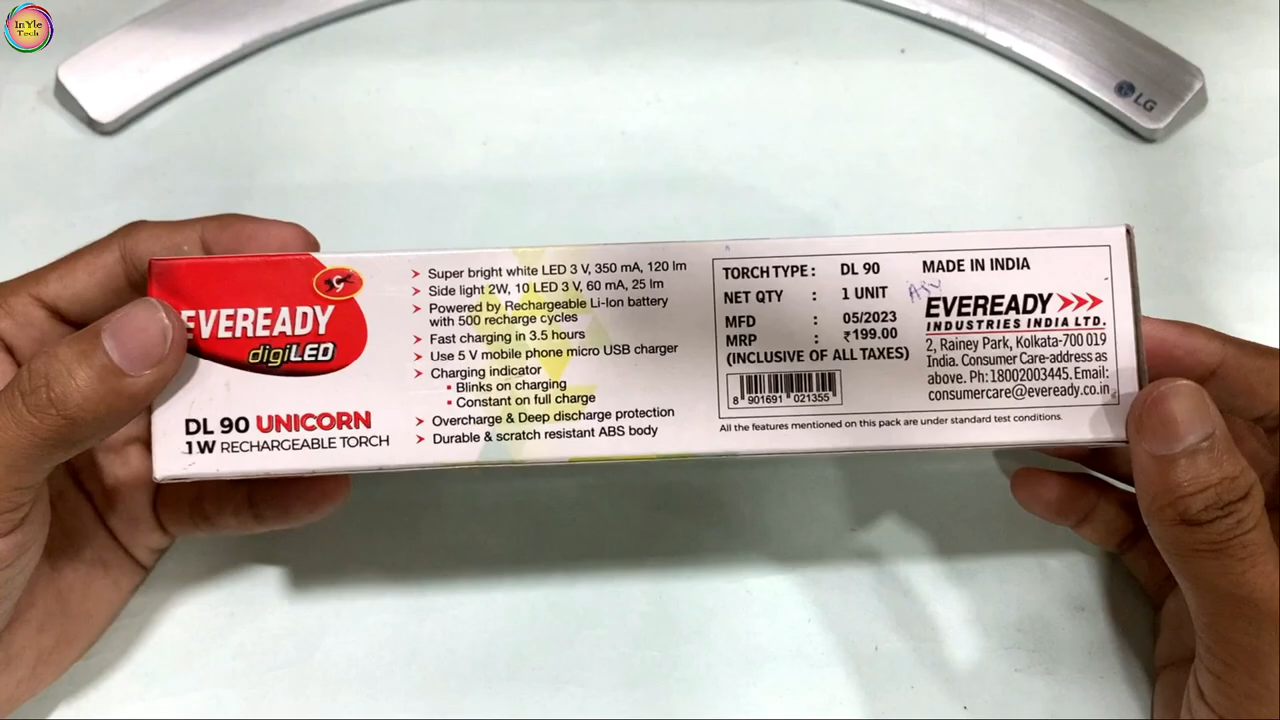 InYle
Tech
LG
9
EVEREADY
digiLED
DL 90 UNICORN
1W RECHARGEABLE TORCH
Super bright white LED 3 V, 350 mA, 120 lm
Side light 2W, 10 LED 3 V, 60 mA, 25 lm
Powered by Rechargeable Li-Ion battery
with 500 recharge cycles
Fast charging in 3.5 hours
Use 5 V mobile phone micro USB charger
Charging indicator
Blinks on charging
Constant on full charge
Overcharge & Deep discharge protection
Durable & scratch resistant ABS body
TORCH TYPE : DL 90
NET QTY : 1 UNIT
MFD : 05/2023
MRP : ₹199.00
(INCLUSIVE OF ALL TAXES)
8 901691 021355
MADE IN INDIA
EVEREADY
INDUSTRIES INDIA LTD.
2, Rainey Park, Kolkata-700 019
India. Consumer Care-address as
above. Ph: 18002003445. Email:
consumercare@eveready.co.in
All the features mentioned on this pack are under standard test conditions.